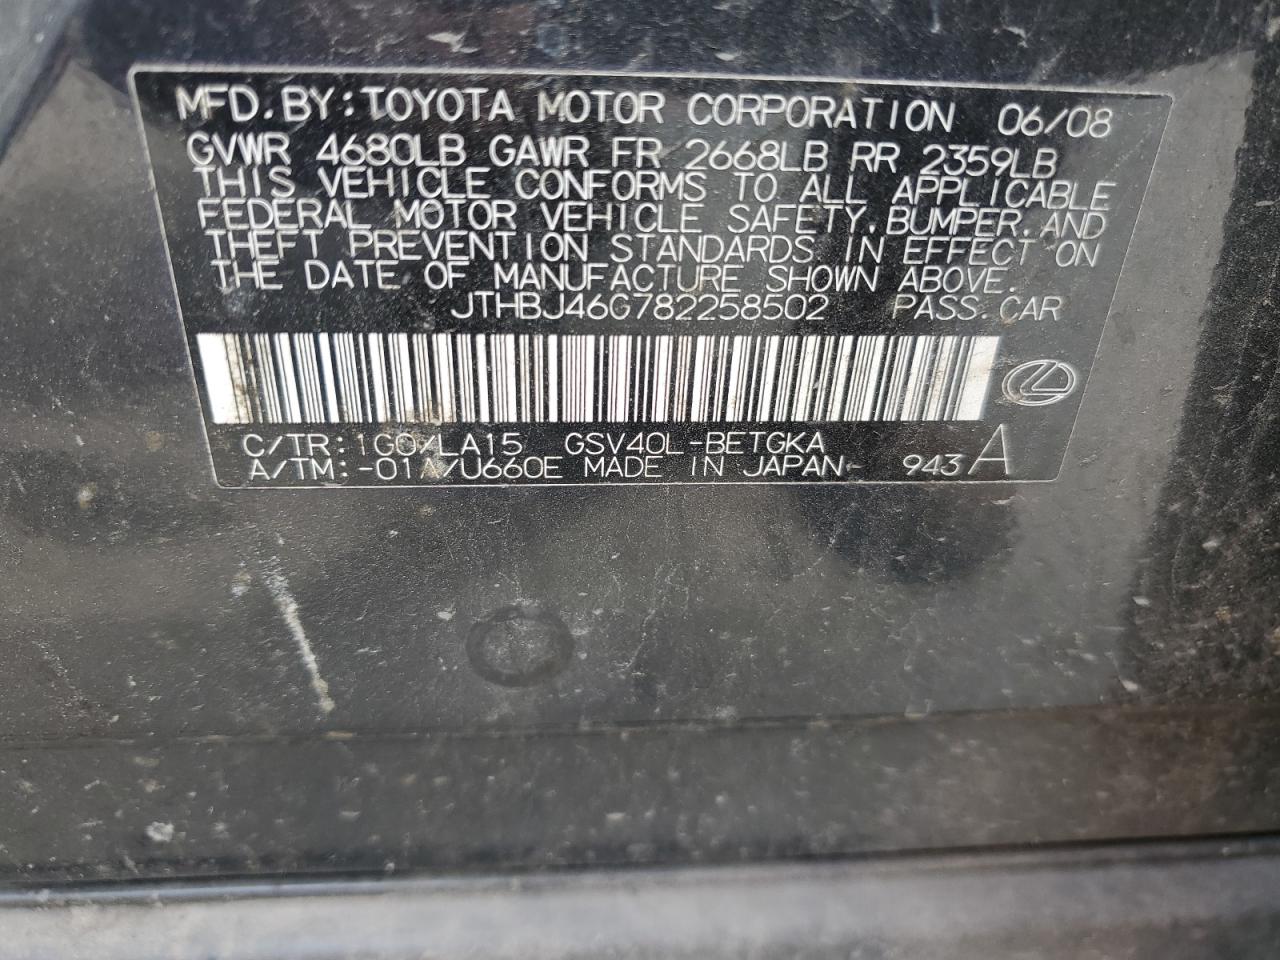 MFD. BY: TOYOTA MOTOR CORPORATION 06/08
GVWR 4680LB GAWR FR 2668LB RR 2359LB
THIS VEHICLE CONFORMS TO ALL APPLICABLE
FEDERAL MOTOR VEHICLE SAFETY, BUMPER, AND
THEFT PREVENTION STANDARDS IN EFFECT ON
THE DATE OF MANUFACTURE SHOWN ABOVE.
JTHBJ46G782258502 PASS. CAR
C/TR: 1G0/LA15 GSV40L-BETGKA
A/TM: -01A/U660E MADE IN JAPAN 943 A